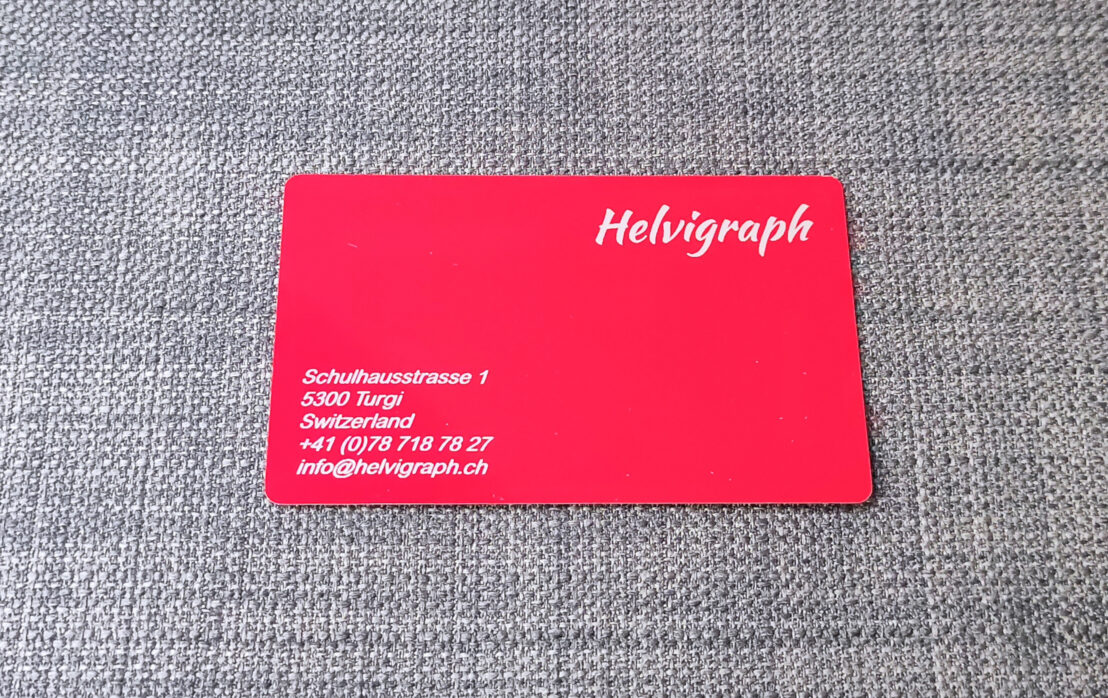 Helvigraph
Schulhausstrasse 1
5300 Turgi
Switzerland
+41 (0)78 718 78 27
info@helvigraph.ch